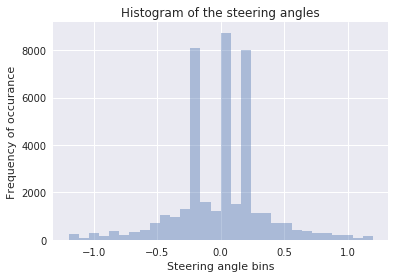 Histogram of the steering angles
Frequency of occurance
8000
6000
4000
2000
0
−1.0 −0.5 0.0 0.5 1.0
Steering angle bins